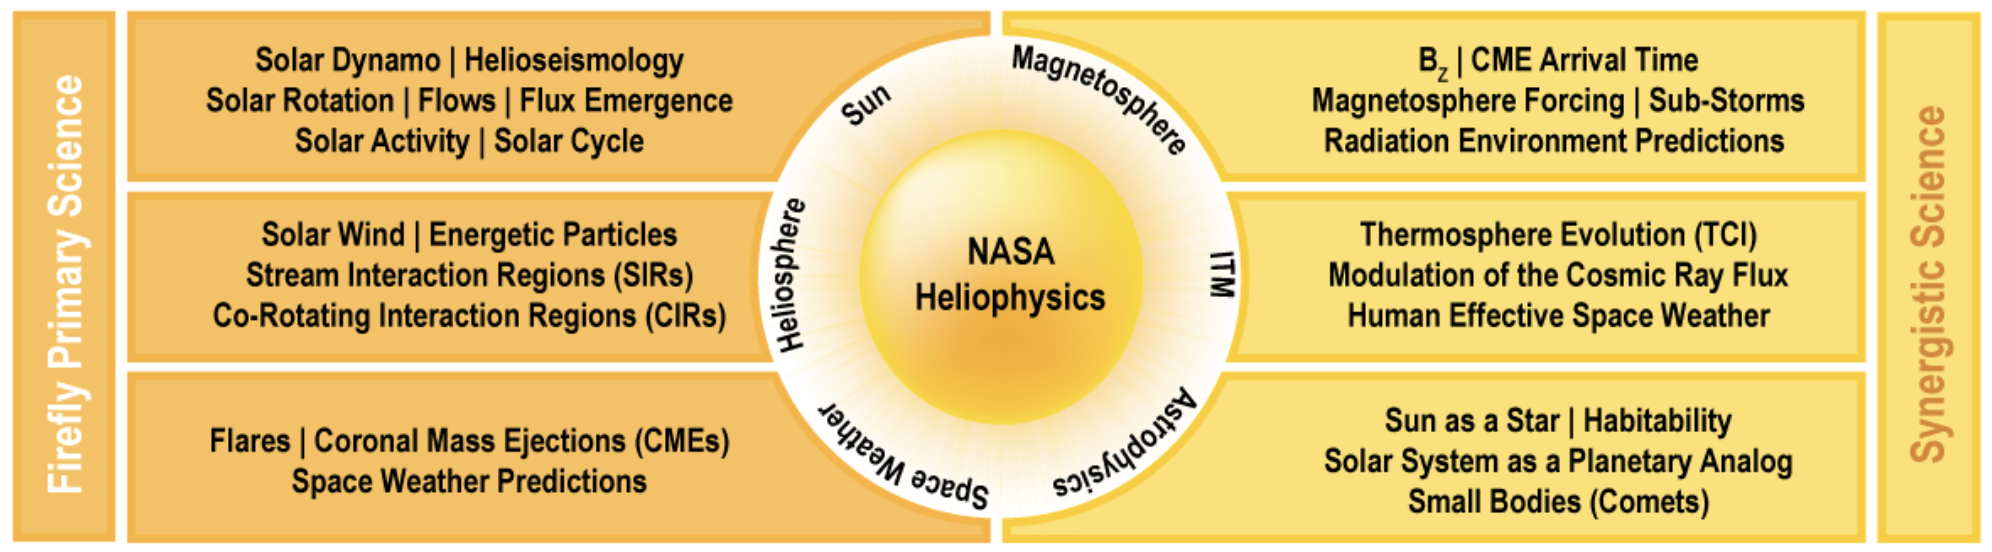 Firefly Primary Science
Solar Dynamo | Helioseismology
Solar Rotation | Flows | Flux Emergence
Solar Activity | Solar Cycle
Solar Wind | Energetic Particles
Stream Interaction Regions (SIRs)
Co-Rotating Interaction Regions (CIRs)
Flares | Coronal Mass Ejections (CMEs)
Space Weather Predictions
Sun
Heliosphere
Space Weather
NASA
Heliophysics
Magnetosphere
ITM
Astrophysics
Bz | CME Arrival Time
Magnetosphere Forcing | Sub-Storms
Radiation Environment Predictions
Thermosphere Evolution (TCI)
Modulation of the Cosmic Ray Flux
Human Effective Space Weather
Sun as a Star | Habitability
Solar System as a Planetary Analog
Small Bodies (Comets)
Synergistic Science